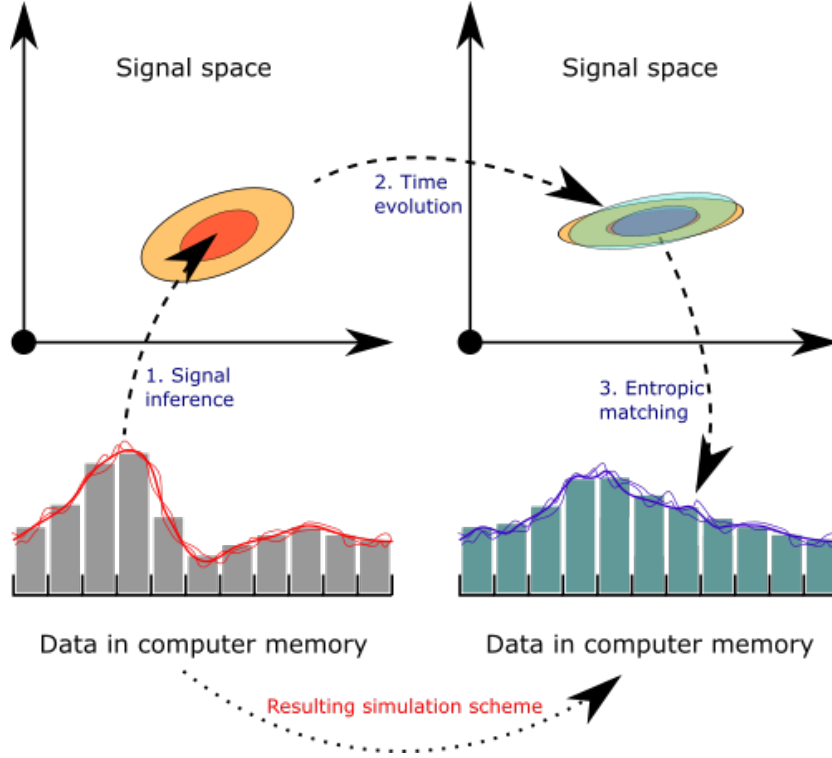 Signal space
Signal space
2. Time
evolution
1. Signal
inference
3. Entropic
matching
Data in computer memory
Data in computer memory
Resulting simulation scheme